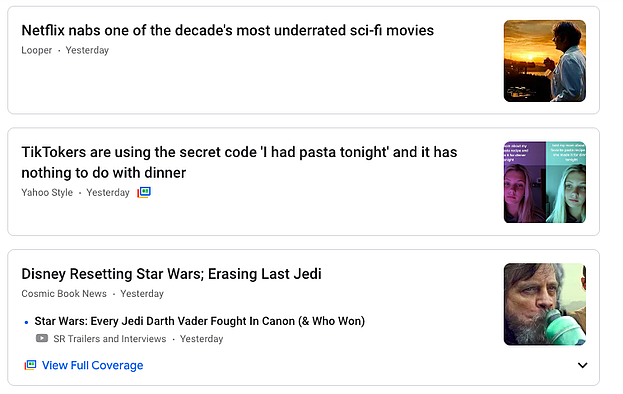 Netflix nabs one of the decade's most underrated sci-fi movies
Looper · Yesterday
TikTokers are using the secret code 'I had pasta tonight' and it has
nothing to do with dinner
Yahoo Style · Yesterday
Disney Resetting Star Wars; Erasing Last Jedi
Cosmic Book News · Yesterday
• Star Wars: Every Jedi Darth Vader Fought In Canon (& Who Won)
SR Trailers and Interviews · Yesterday
View Full Coverage